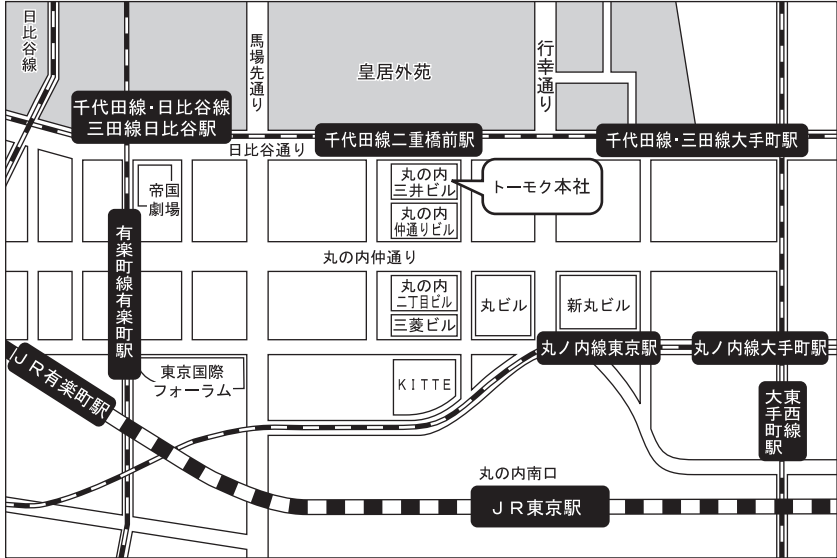 日比谷線
馬場先通り
皇居外苑
行幸通り
千代田線・日比谷線
三田線日比谷駅
日比谷通り
千代田線二重橋前駅
千代田線・三田線大手町駅
帝国
劇場
丸の内
三井ビル
トーモク本社
丸の内
仲通りビル
有楽町線有楽町駅
丸の内仲通り
丸の内
二丁目ビル
三菱ビル
丸ビル
新丸ビル
丸ノ内線東京駅
丸ノ内線大手町駅
JR有楽町駅
東京国際
フォーラム
KITTE
東西線
大手町駅
丸の内南口
JR東京駅